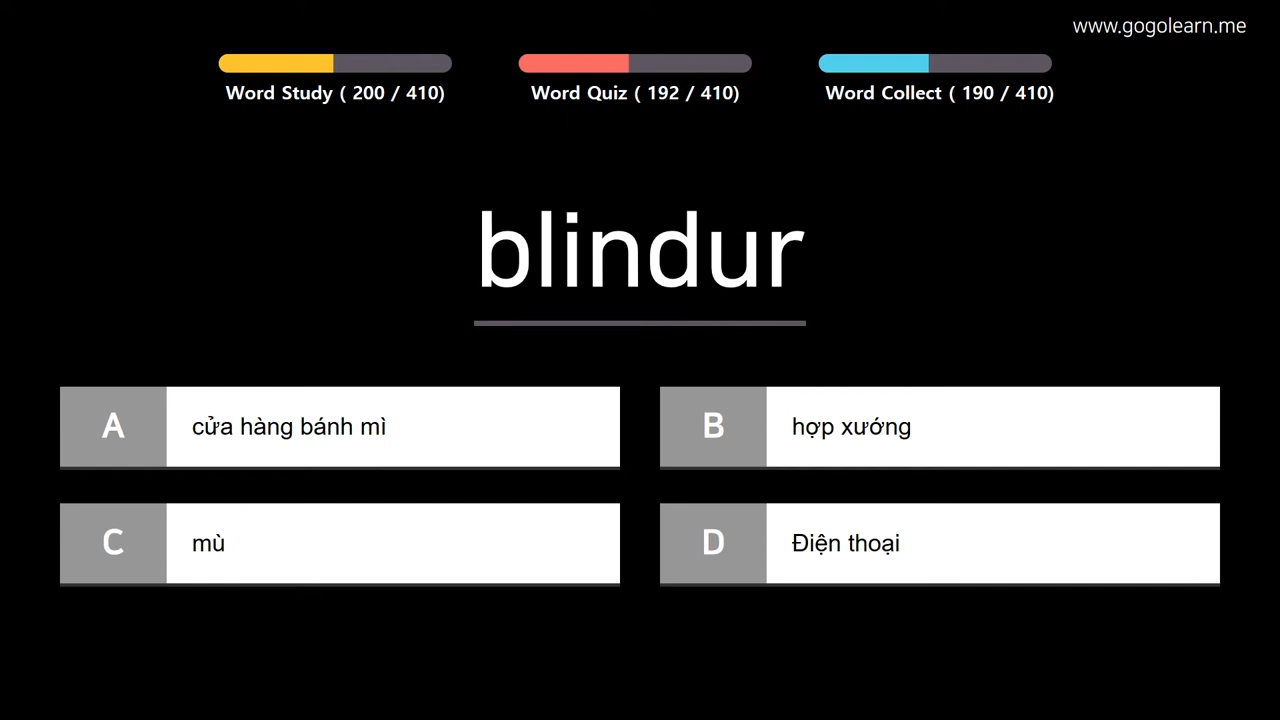 www.gogolearn.me
Word Study ( 200 / 410)
Word Quiz ( 192 / 410)
Word Collect ( 190 / 410)
blindur
A
cửa hàng bánh mì
B
hợp xướng
C
mù
D
Điện thoại